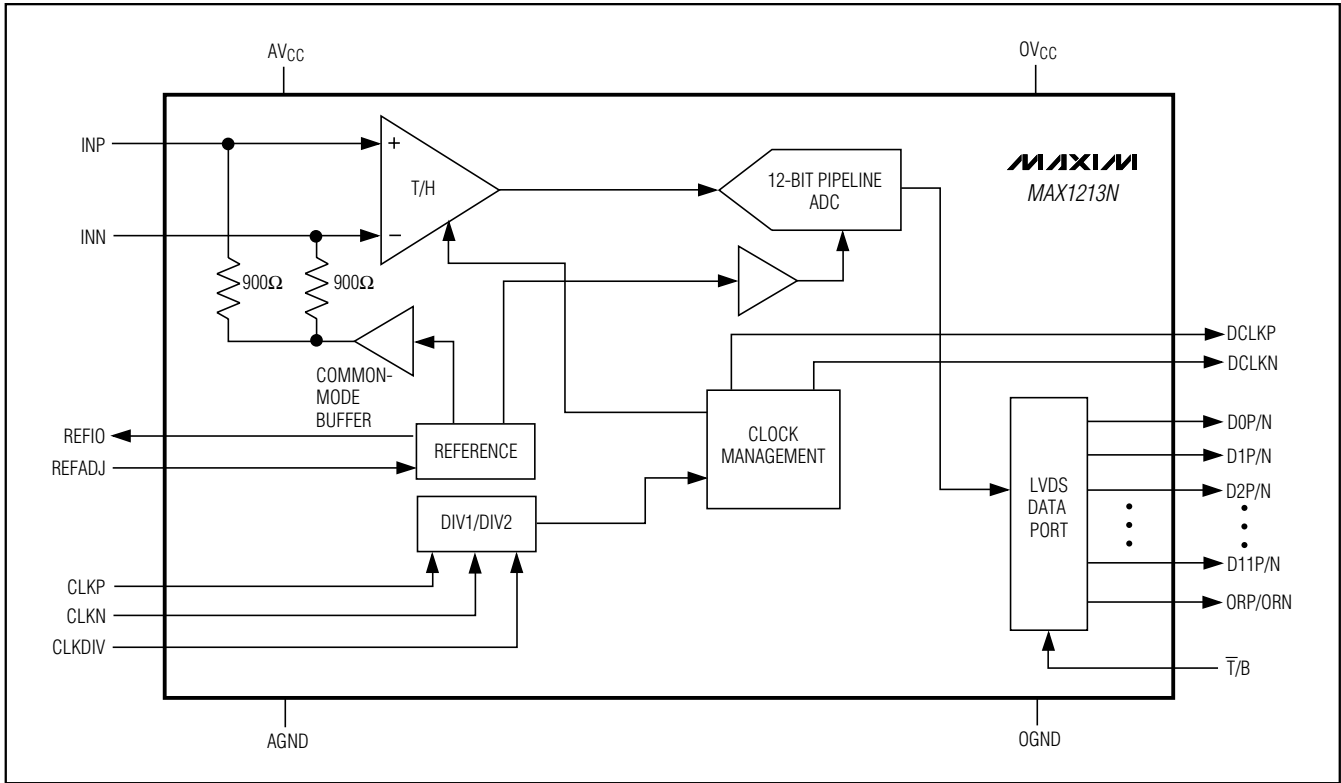 AVCC
OVCC
INP
+
T/H
12-BIT PIPELINE
ADC
MAXIM
MAX1213N
INN
−
900Ω
900Ω
COMMON-
MODE
BUFFER
DCLKP
DCLKN
REFIO
REFADJ
REFERENCE
CLOCK
MANAGEMENT
LVDS
DATA
PORT
D0P/N
D1P/N
D2P/N
D11P/N
ORP/ORN
DIV1/DIV2
CLKP
CLKN
CLKDIV
T̅/B
AGND
OGND